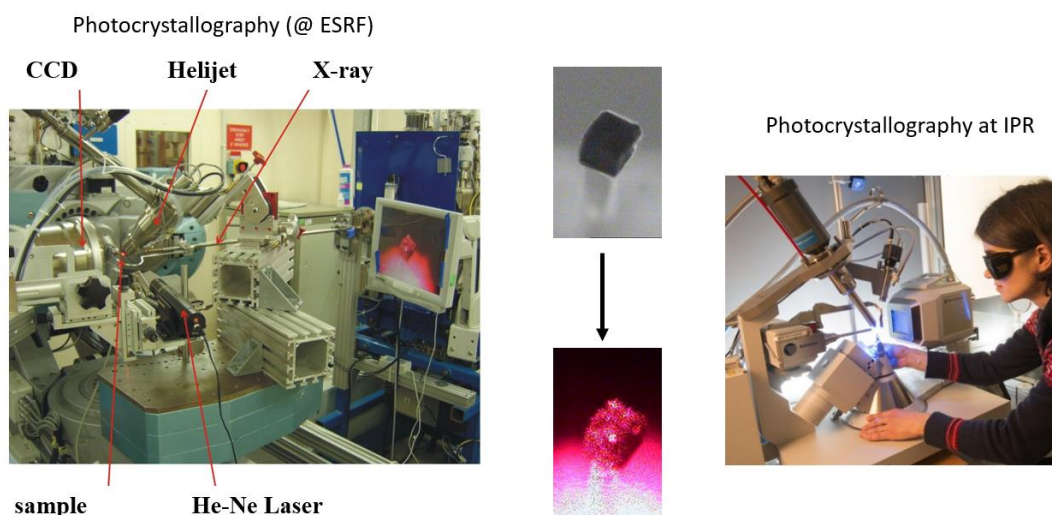 Photocrystallography (@ ESRF)
CCD
Helijet
X-ray
Photocrystallography at IPR
sample
He-Ne Laser